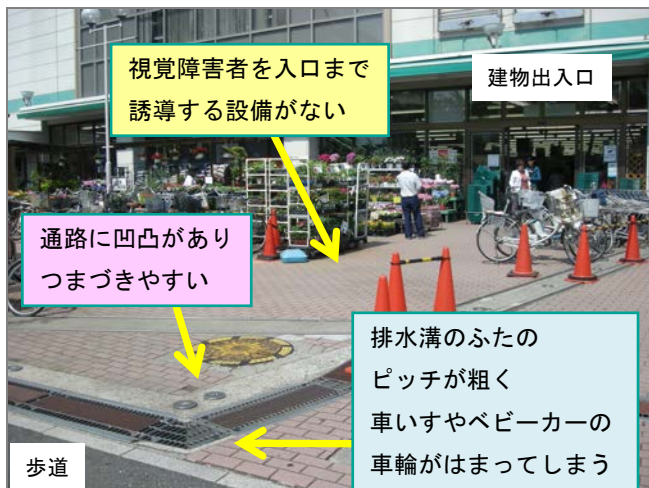 視覚障害者を入口まで
誘導する設備がない
建物出入口
通路に凹凸があり
つまづきやすい
排水溝のふたの
ピッチが粗く
車いすやベビーカーの
車輪がはまってしまう
歩道